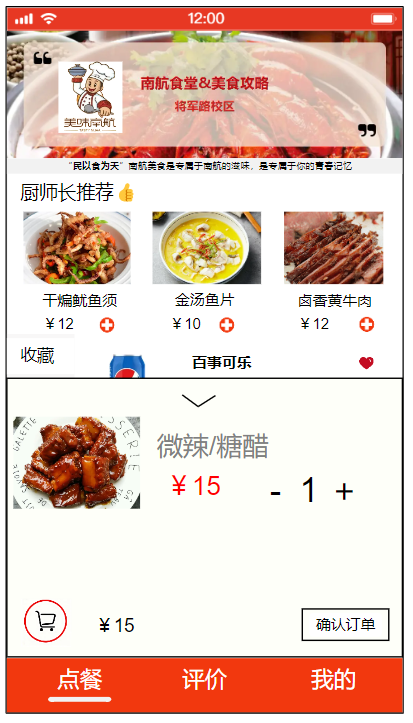 12:00
南航食堂&美食攻略
将军路校区
美味南航
"民以食为天"南航美食是专属于南航的滋味，是专属于你的青春记忆
厨师长推荐
干煸鱿鱼须 金汤鱼片 卤香黄牛肉
￥12 ￥10 ￥12
收藏 百事可乐
微辣/糖醋
￥15 - 1 +
￥15 确认订单
点餐 评价 我的